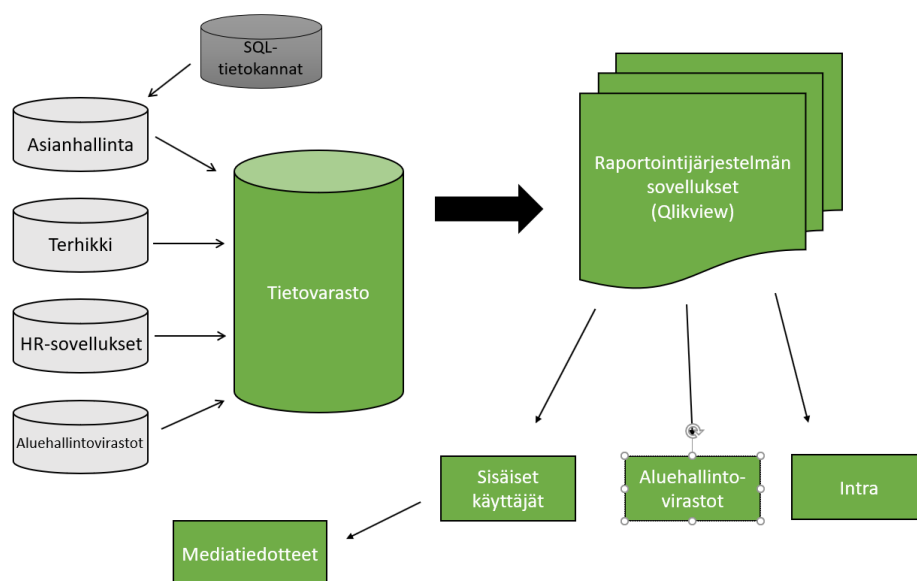 SQL-
tietokannat
Asianhallinta
Terhikki
HR-sovellukset
Aluehallintovirastot
Tietovarasto
Raportointijärjestelmän
sovellukset
(Qlikview)
Sisäiset
käyttäjät
Aluehallinto-
virastot
Intra
Mediatiedotteet